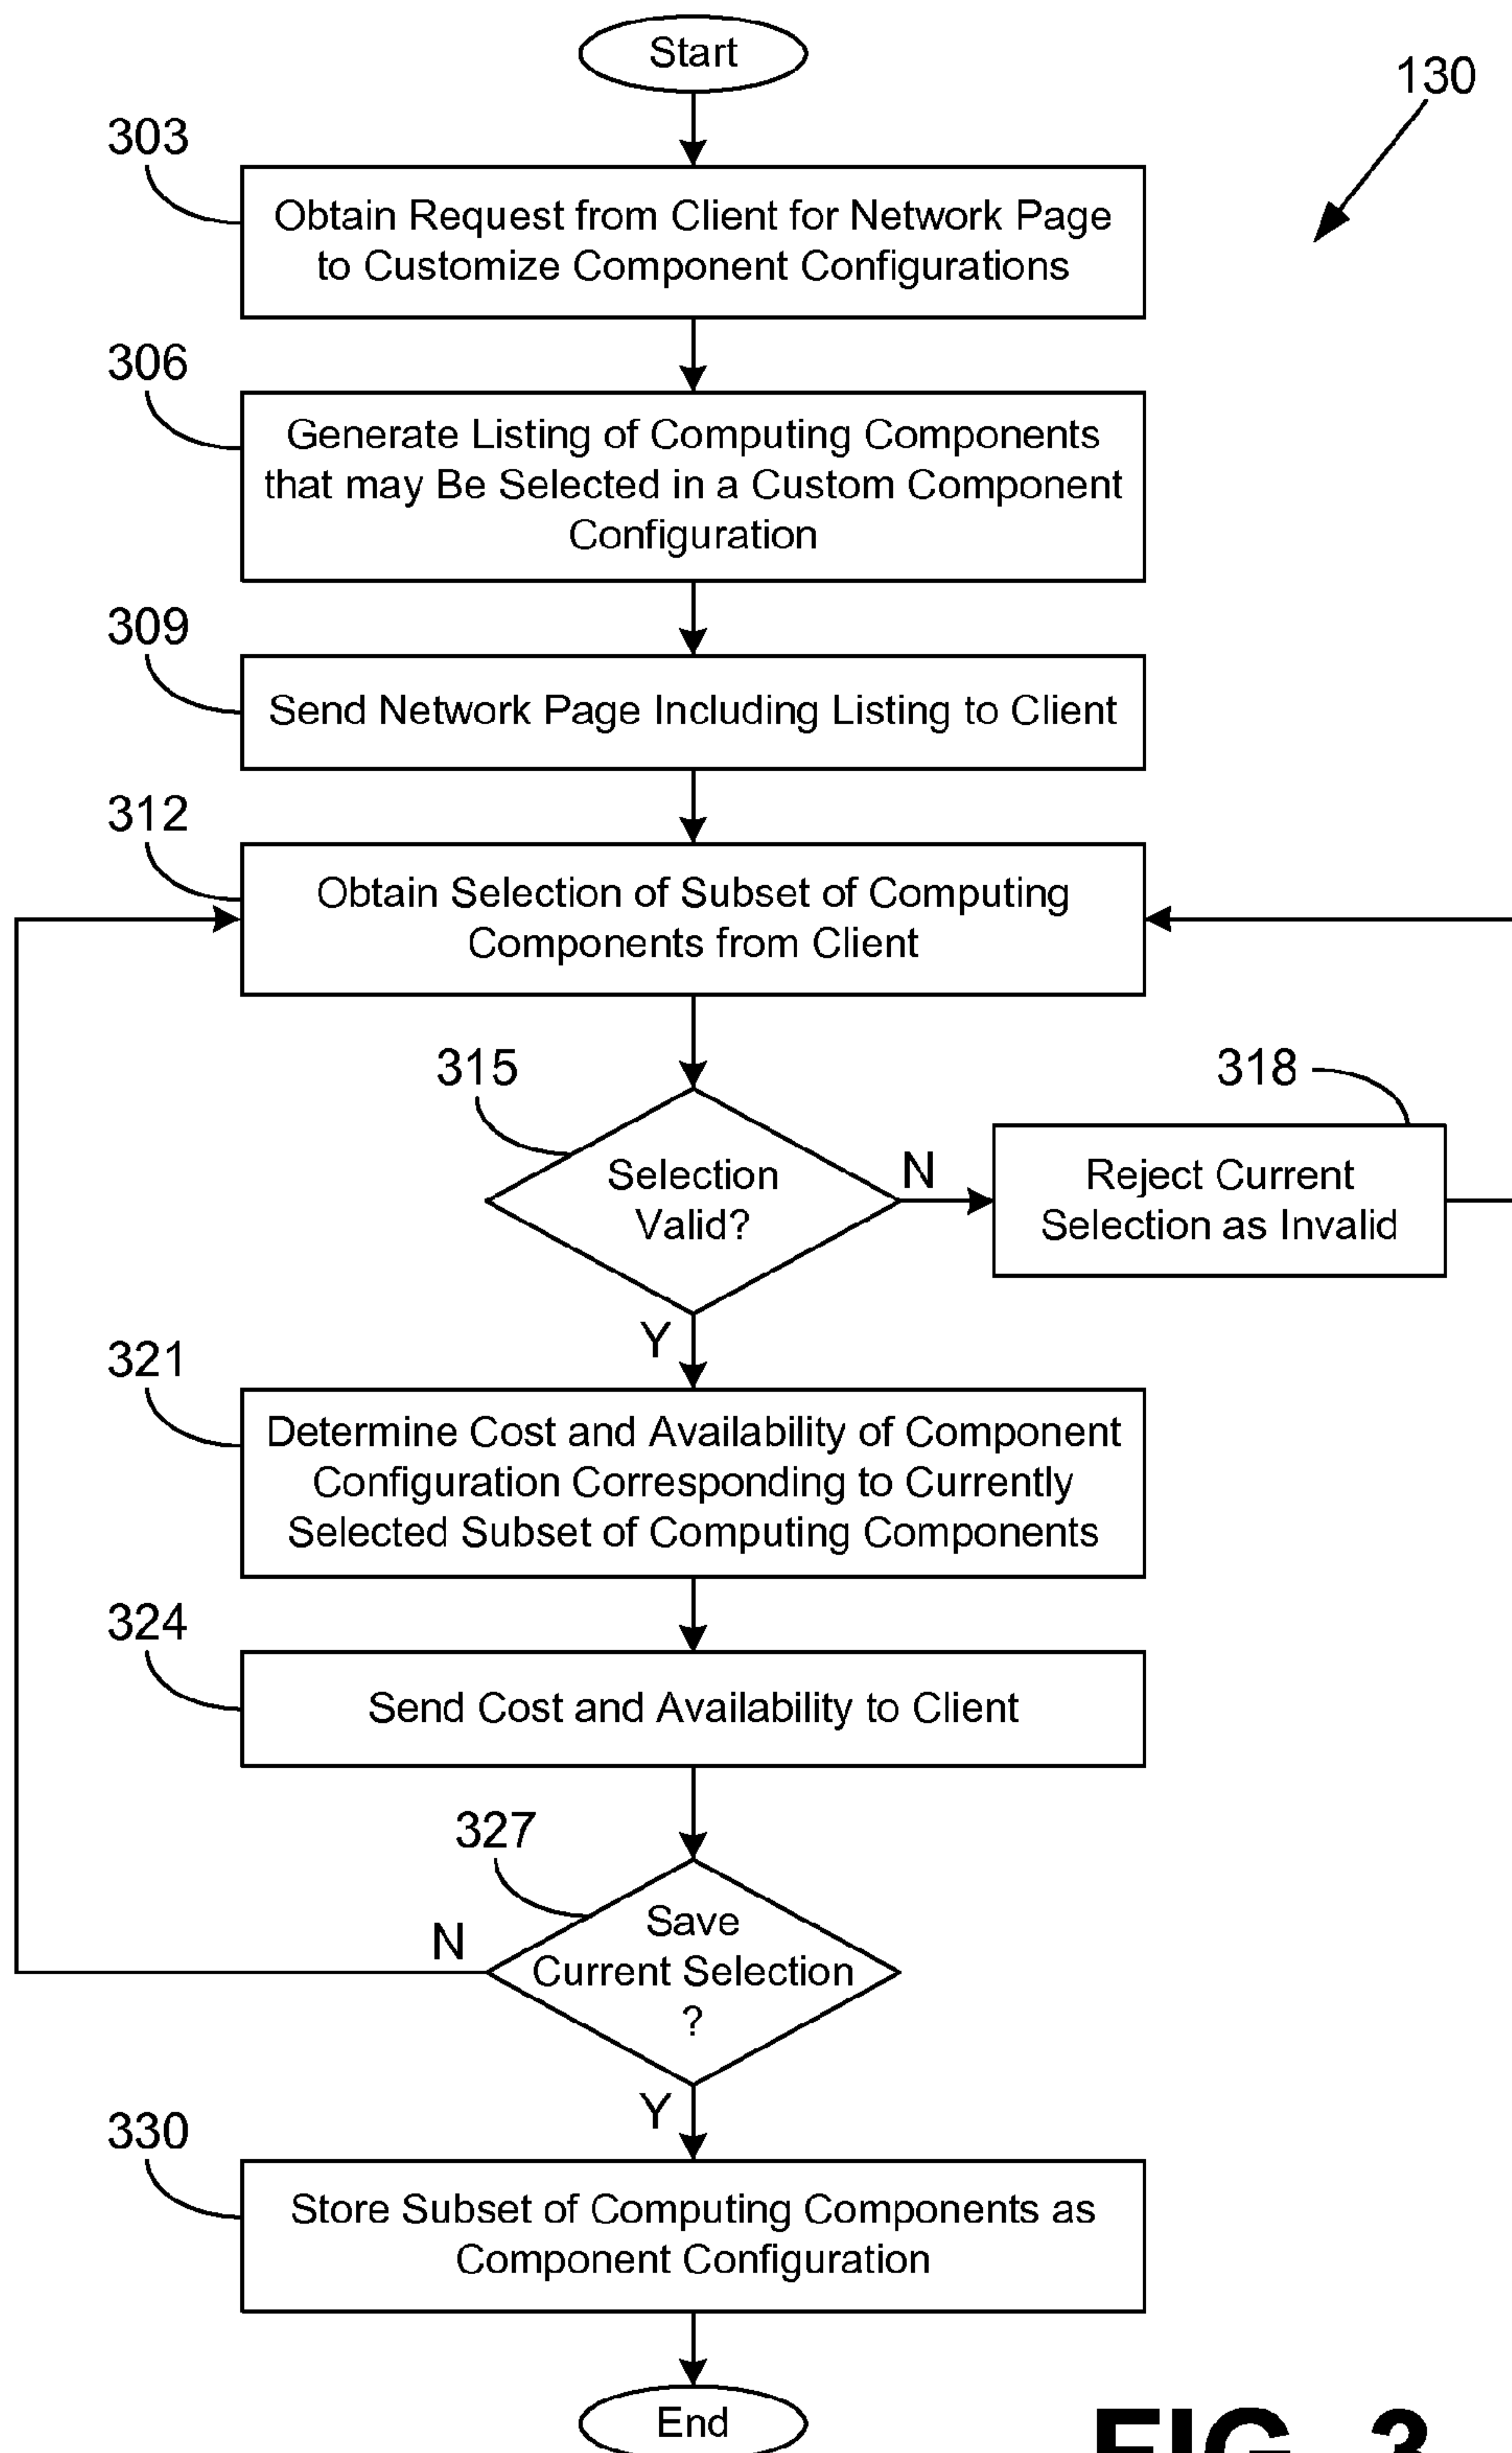 Start
130
303
Obtain Request from Client for Network Page
to Customize Component Configurations
306
Generate Listing of Computing Components
that may Be Selected in a Custom Component
Configuration
309
Send Network Page Including Listing to Client
312
Obtain Selection of Subset of Computing
Components from Client
315
318
Selection
Valid?
N
Reject Current
Selection as Invalid
Y
321
Determine Cost and Availability of Component
Configuration Corresponding to Currently
Selected Subset of Computing Components
324
Send Cost and Availability to Client
327
Save
Current Selection
?
N
Y
330
Store Subset of Computing Components as
Component Configuration
End
FIG. 3